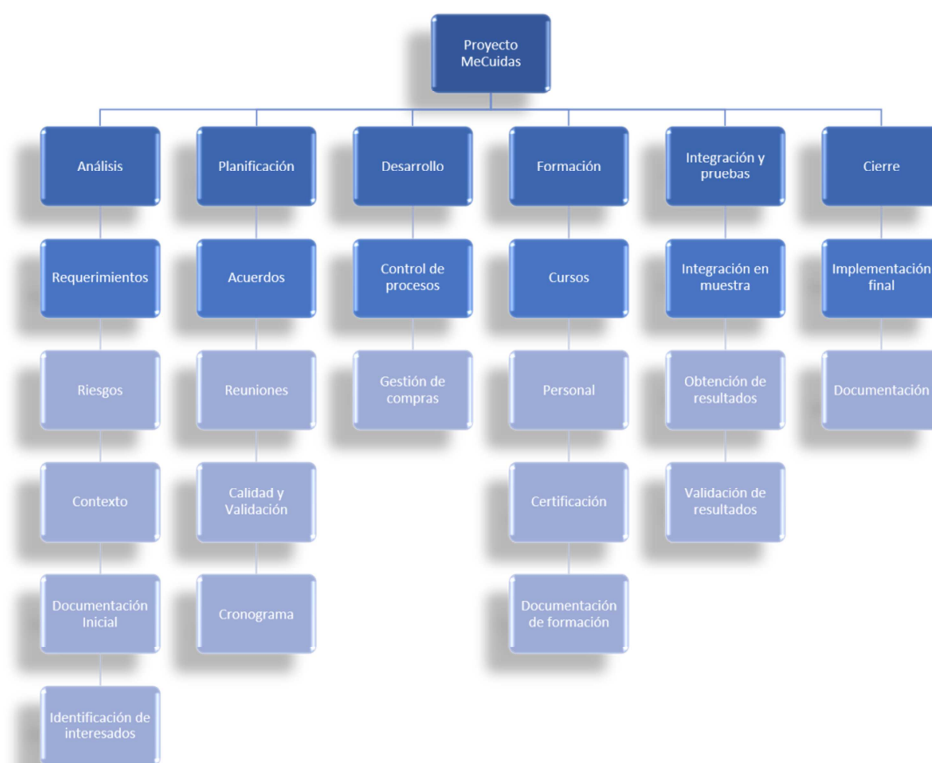 Proyecto
MeCuidas
Análisis
Planificación
Desarrollo
Formación
Integración y
pruebas
Cierre
Requerimientos
Acuerdos
Control de
procesos
Cursos
Integración en
muestra
Implementación
final
Riesgos
Reuniones
Gestión de
compras
Personal
Obtención de
resultados
Documentación
Contexto
Calidad y
Validación
Certificación
Validación de
resultados
Documentación
Inicial
Cronograma
Documentación
de formación
Identificación de
interesados